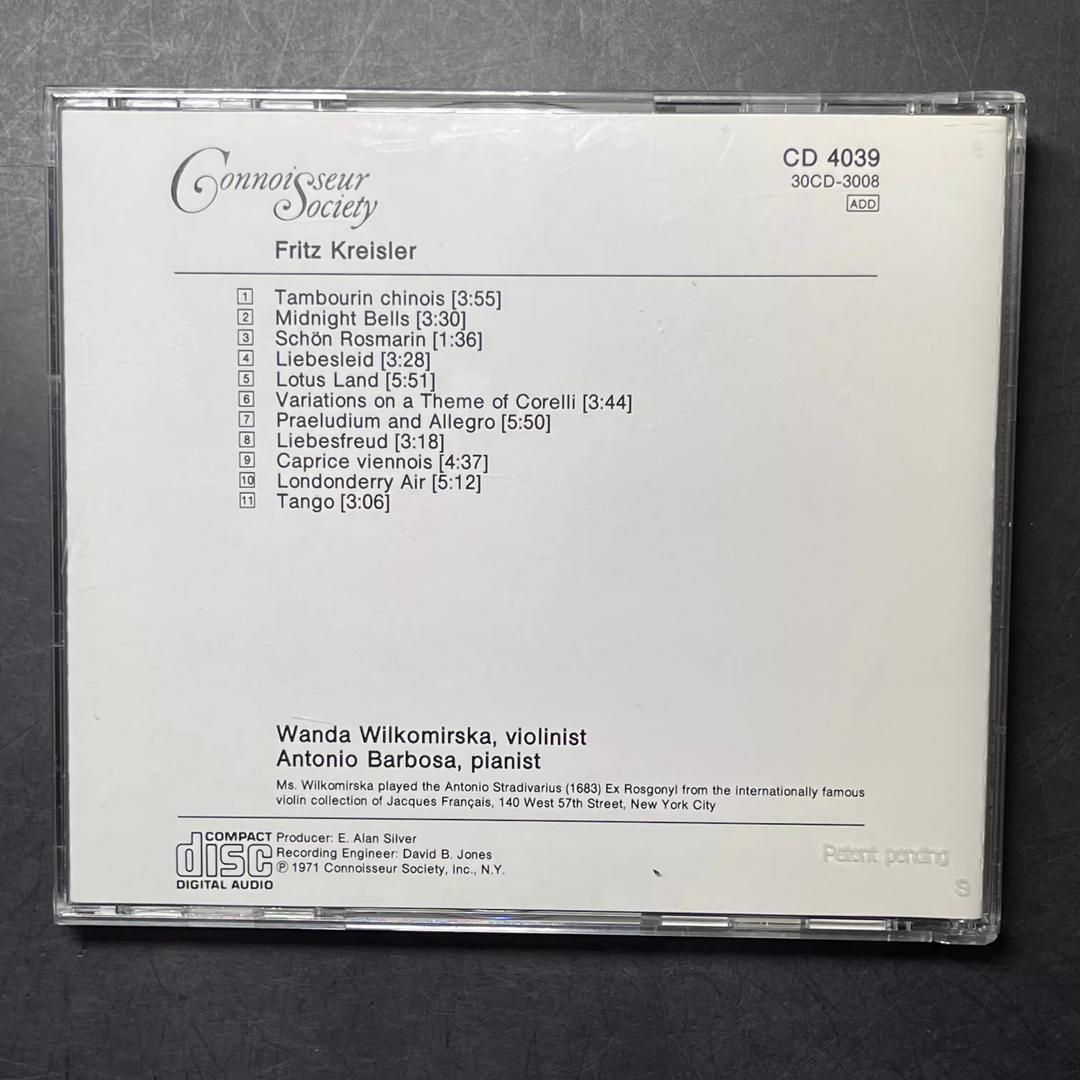 Connoisseur
Society
CD 4039
30CD-3008
ADD
Fritz Kreisler
1 Tambourin chinois [3:55]
2 Midnight Bells [3:30]
3 Schön Rosmarin [1:36]
4 Liebesleid [3:28]
5 Lotus Land [5:51]
6 Variations on a Theme of Corelli [3:44]
7 Praeludium and Allegro [5:50]
8 Liebesfreud [3:18]
9 Caprice viennois [4:37]
10 Londonderry Air [5:12]
11 Tango [3:06]
Wanda Wilkomirska, violinist
Antonio Barbosa, pianist
Ms. Wilkomirska played the Antonio Stradivarius (1683) Ex Rosgonyl from the internationally famous
violin collection of Jacques Français, 140 West 57th Street, New York City
COMPACT
disc
DIGITAL AUDIO
Producer: E. Alan Silver
Recording Engineer: David B. Jones
℗ 1971 Connoisseur Society, Inc., N.Y.
Patent pending